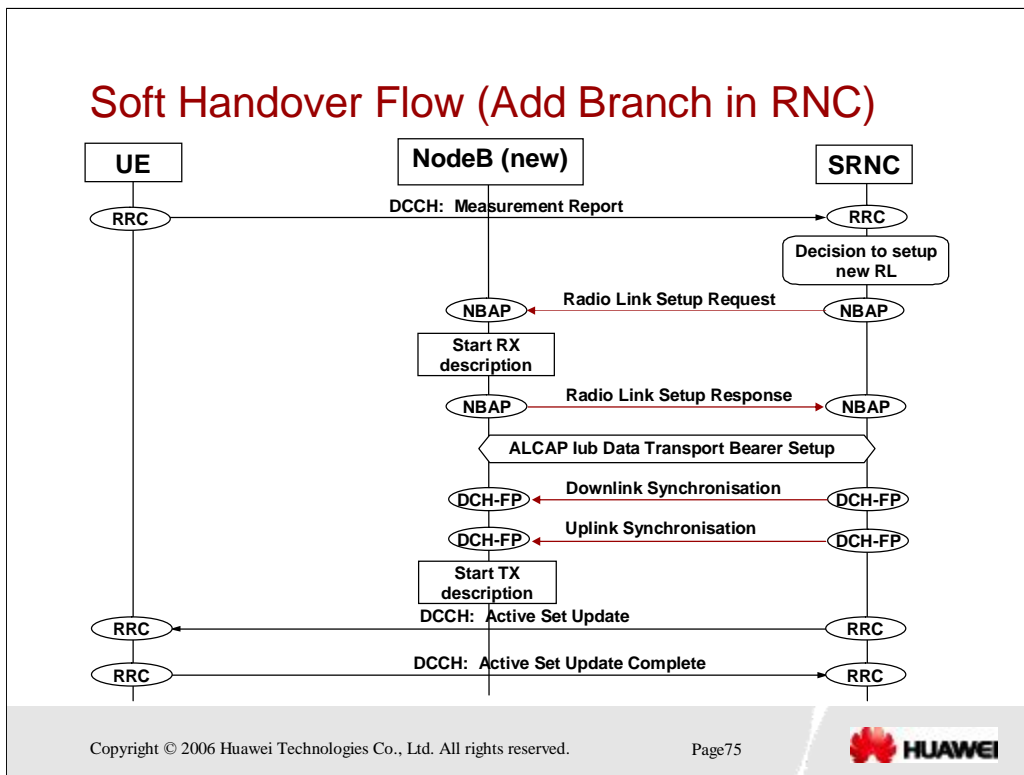 Soft Handover Flow (Add Branch in RNC)
UE
NodeB (new)
SRNC
DCCH: Measurement Report
RRC
RRC
Decision to setup
new RL
Radio Link Setup Request
NBAP
NBAP
Start RX
description
Radio Link Setup Response
NBAP
NBAP
ALCAP Iub Data Transport Bearer Setup
Downlink Synchronisation
DCH-FP
DCH-FP
Uplink Synchronisation
DCH-FP
DCH-FP
Start TX
description
DCCH: Active Set Update
RRC
RRC
DCCH: Active Set Update Complete
RRC
RRC
Copyright © 2006 Huawei Technologies Co., Ltd. All rights reserved.
Page75
HUAWEI